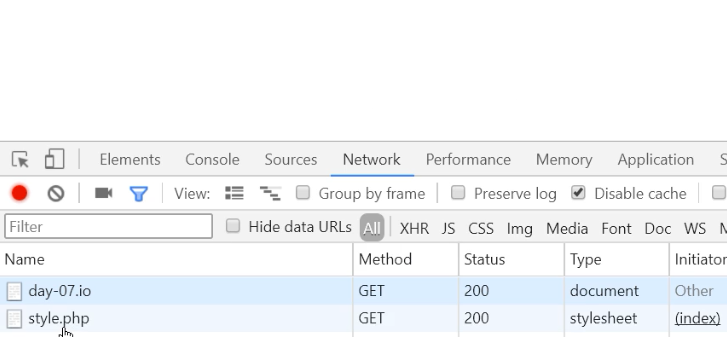 Elements Console Sources Network Performance Memory Application
View: Group by frame Preserve log Disable cache
Filter Hide data URLs All XHR JS CSS Img Media Font Doc WS
Name Method Status Type Initiator
day-07.io GET 200 document Other
style.php GET 200 stylesheet (index)